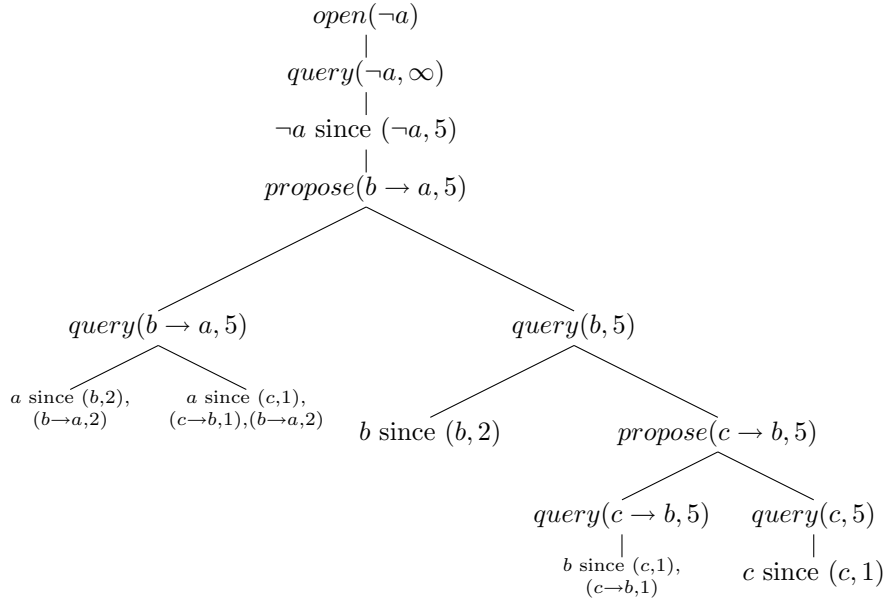 open(¬a)
query(¬a, ∞)
¬a since (¬a, 5)
propose(b → a, 5)
query(b → a, 5)
query(b, 5)
a since (b,2),
(b→a,2)
a since (c,1),
(c→b,1),(b→a,2)
b since (b, 2)
propose(c → b, 5)
query(c → b, 5)
query(c, 5)
b since (c,1),
(c→b,1)
c since (c, 1)